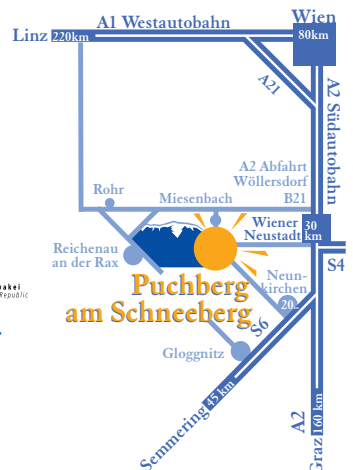 A1 Westautobahn
Wien
Linz
220km
80km
A21
A2 Südautobahn
A2 Abfahrt
Wöllersdorf
B21
Rohr
Miesenbach
Wiener
Neustadt
30
km
S4
Reichenau
an der Rax
Neun-
kirchen
20
Puchberg
am Schneeberg
S6
Gloggnitz
Semmering
45 km
A2
Graz
160 km
Republic